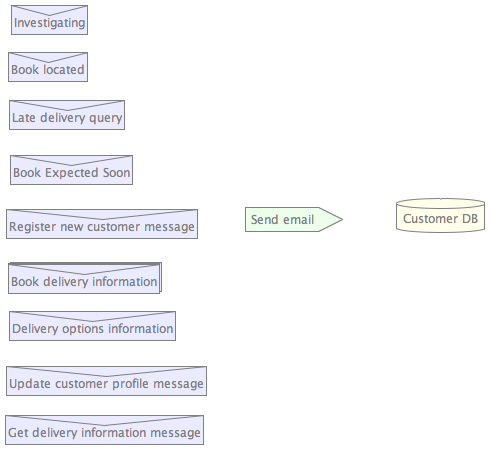 Investigating
Book located
Late delivery query
Book Expected Soon
Register new customer message
Send email
Customer DB
Book delivery information
Delivery options information
Update customer profile message
Get delivery information message